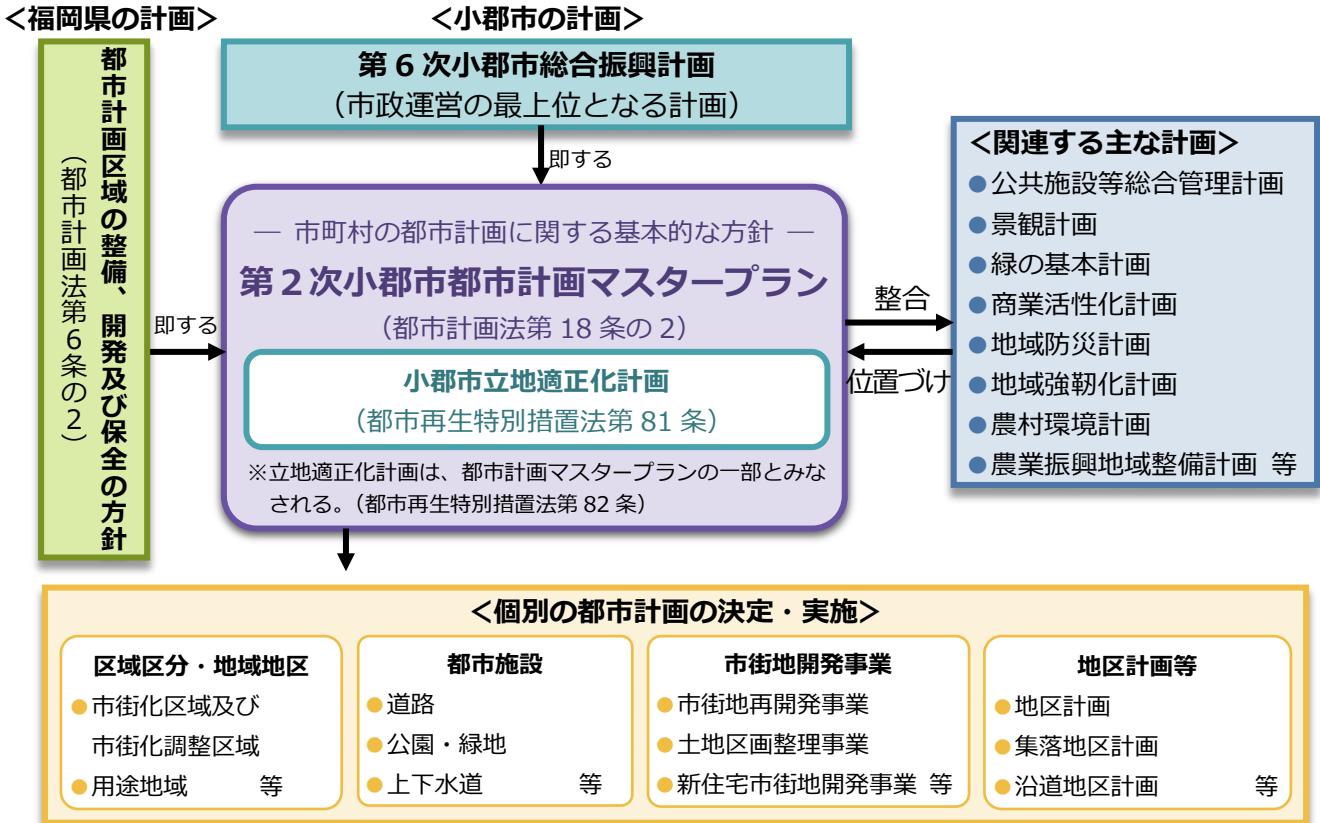 ＜福岡県の計画＞
都市計画区域の整備、開発及び保全の方針
（都市計画法第6条の2）
即する
＜小郡市の計画＞
第6次小郡市総合振興計画
（市政運営の最上位となる計画）
即する
― 市町村の都市計画に関する基本的な方針 ―
第2次小郡市都市計画マスタープラン
（都市計画法第18条の2）
小郡市立地適正化計画
（都市再生特別措置法第81条）
※立地適正化計画は、都市計画マスタープランの一部とみな
される。（都市再生特別措置法第82条）
整合
位置づけ
＜関連する主な計画＞
●公共施設等総合管理計画
●景観計画
●緑の基本計画
●商業活性化計画
●地域防災計画
●地域強靭化計画
●農村環境計画
●農業振興地域整備計画 等
＜個別の都市計画の決定・実施＞
区域区分・地域地区
●市街化区域及び
市街化調整区域
●用途地域 等
都市施設
●道路
●公園・緑地
●上下水道 等
市街地開発事業
●市街地再開発事業
●土地区画整理事業
●新住宅市街地開発事業 等
地区計画等
●地区計画
●集落地区計画
●沿道地区計画 等